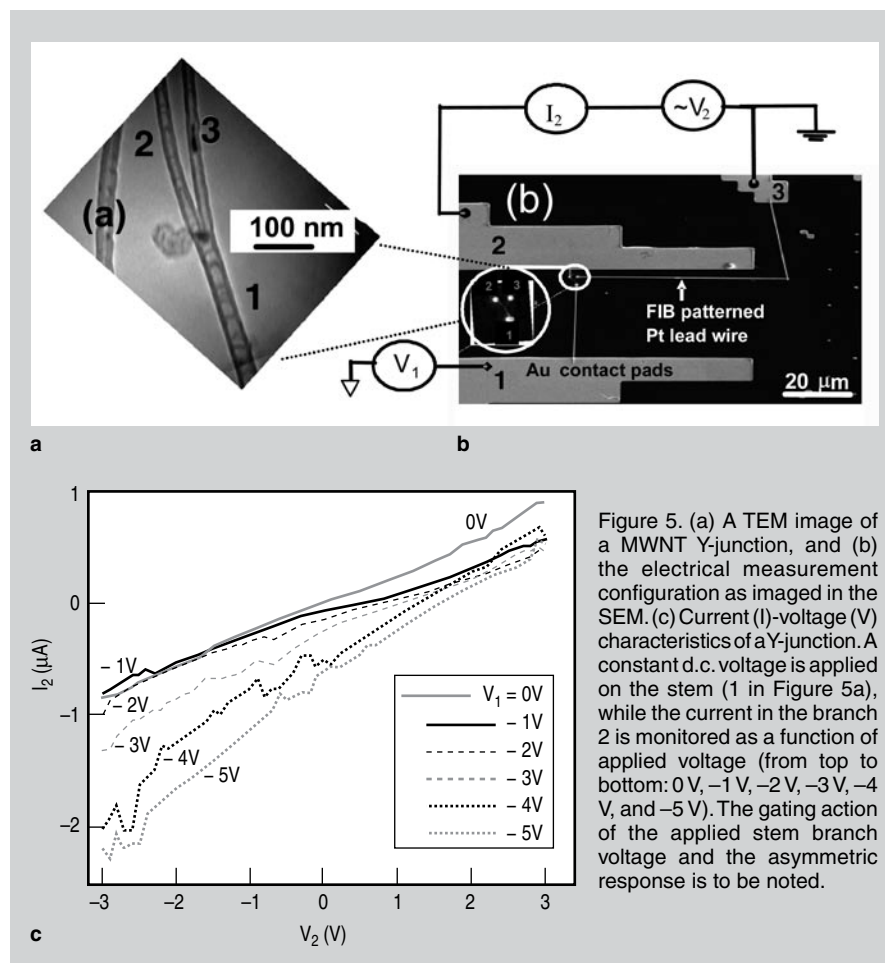 2
3
(a)
100 nm
1
I₂
~V₂
(b)
3
2
2 3
1
FIB patterned
Pt lead wire
V₁
1
Au contact pads
20 μm
a
b
1
0
−1
−2
I₂ (μA)
0V
– 1V
– 2V
– 3V
– 4V
– 5V
V₁ = 0V
– 1V
– 2V
– 3V
– 4V
– 5V
−3 −2 −1 0 1 2 3
V₂ (V)
c
Figure 5. (a) A TEM image of
a MWNT Y-junction, and (b)
the electrical measurement
configuration as imaged in the
SEM. (c) Current (I)-voltage (V)
characteristics of a Y-junction. A
constant d.c. voltage is applied
on the stem (1 in Figure 5a),
while the current in the branch
2 is monitored as a function of
applied voltage (from top to
bottom: 0 V, –1 V, –2 V, –3 V, –4
V, and –5 V). The gating action
of the applied stem branch
voltage and the asymmetric
response is to be noted.